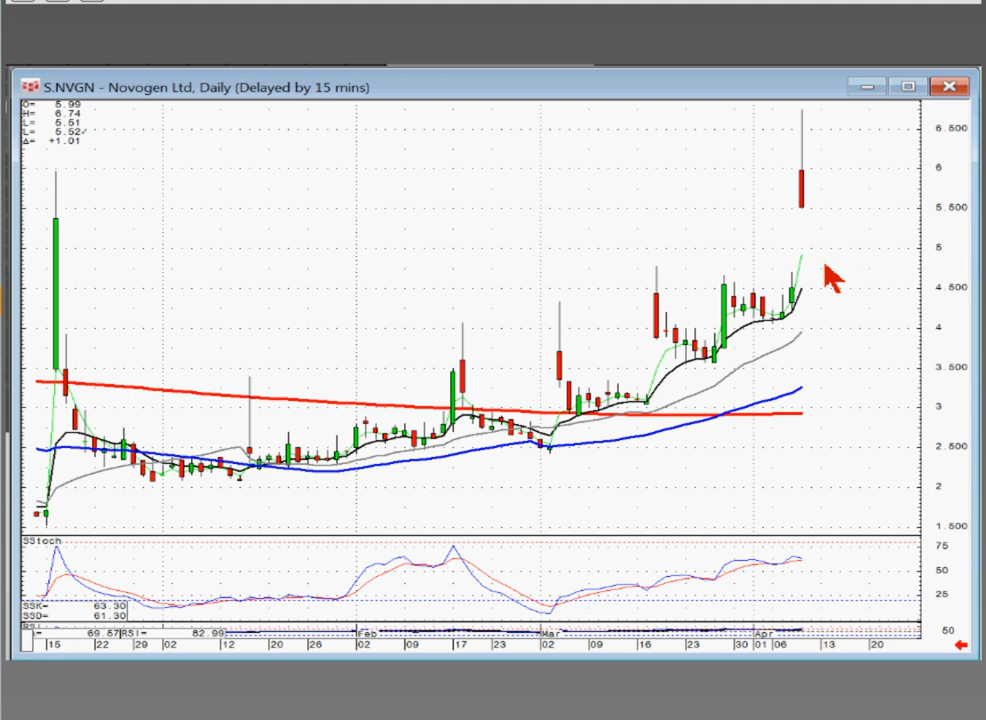 S.NVGN - Novogen Ltd, Daily (Delayed by 15 mins)
O= 5.99
H= 6.74
L= 5.51
L= 5.52✓
Δ= +1.01
6.500
6
5.500
5
4.500
4
3.500
3
2.500
2
1.500
SStoch
75
50
25
SSK= 63.30
SSD= 61.30
69.57 RSI= 82.99
50
Feb Mar Apr
15 22 29 02 12 20 26 02 09 17 23 02 09 16 23 30 01 06 13 20